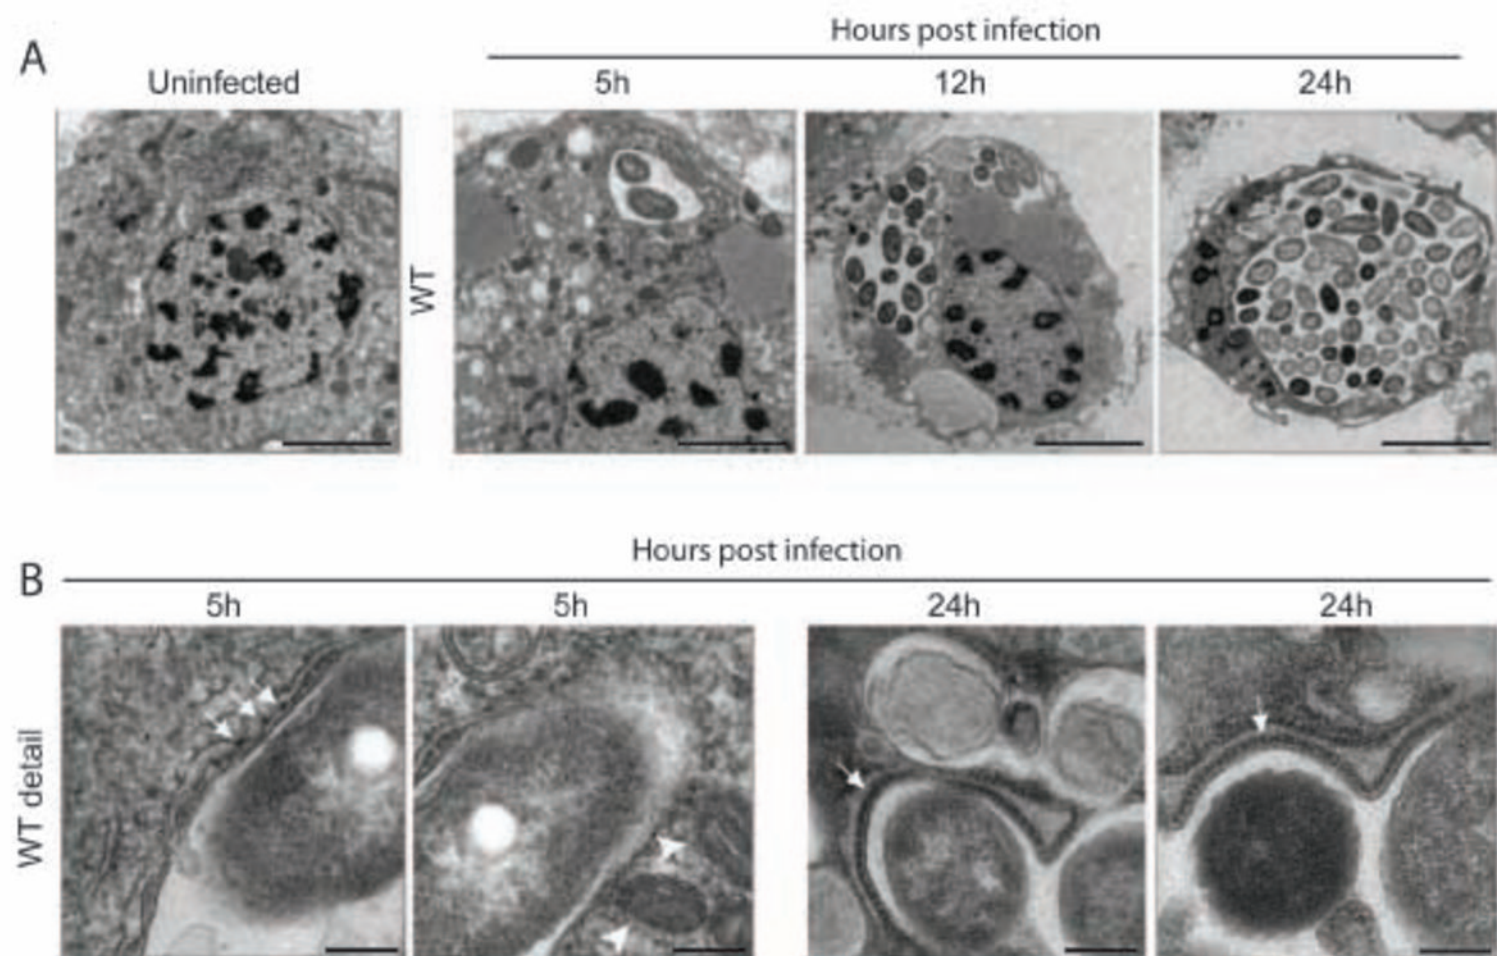 A
Hours post infection
Uninfected
5h
12h
24h
WT
B
Hours post infection
5h
5h
24h
24h
WT detail